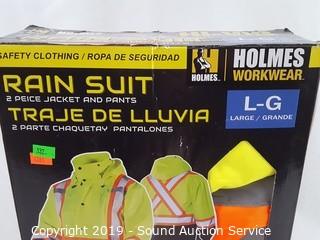 SAFETY CLOTHING / ROPA DE SEGURIDAD
HOLMES
HOLMES
WORKWEAR
RAIN SUIT
2 PEICE JACKET AND PANTS
L-G
LARGE / GRANDE
TRAJE DE LLUVIA
2 PARTE CHAQUETAY PANTALONES
Copyright 2019 - Sound Auction Service